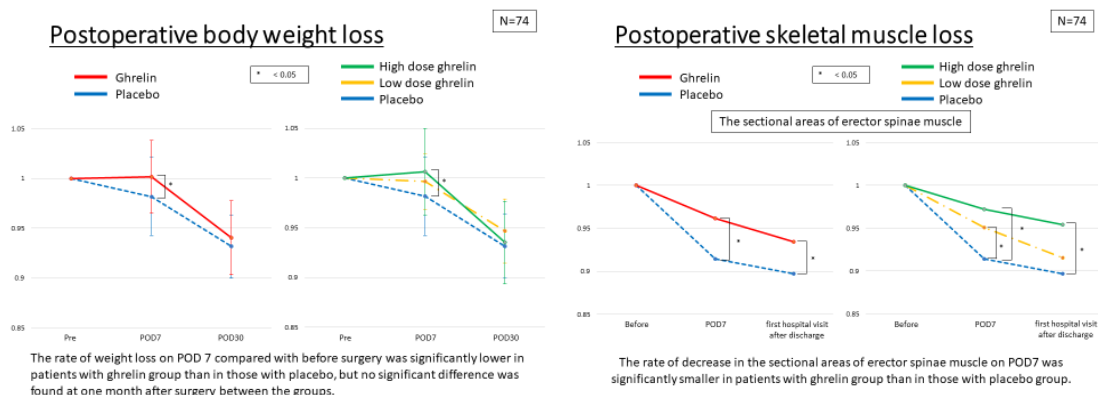 N=74
Postoperative body weight loss
Ghrelin
Placebo
* < 0.05
High dose ghrelin
Low dose ghrelin
Placebo
1.05
1
0.95
0.9
0.85
*
Pre
POD7
POD30
1.05
1
0.95
0.9
0.85
*
Pre
POD7
POD30
The rate of weight loss on POD 7 compared with before surgery was significantly lower in
patients with ghrelin group than in those with placebo, but no significant difference was
found at one month after surgery between the groups.
N=74
Postoperative skeletal muscle loss
Ghrelin
Placebo
* < 0.05
High dose ghrelin
Low dose ghrelin
Placebo
The sectional areas of erector spinae muscle
1.05
1
0.95
0.9
0.85
*
*
Before
POD7
first hospital visit
after discharge
1.05
1
0.95
0.9
0.85
*
*
*
Before
POD7
first hospital visit
after discharge
The rate of decrease in the sectional areas of erector spinae muscle on POD7 was
significantly smaller in patients with ghrelin group than in those with placebo group.